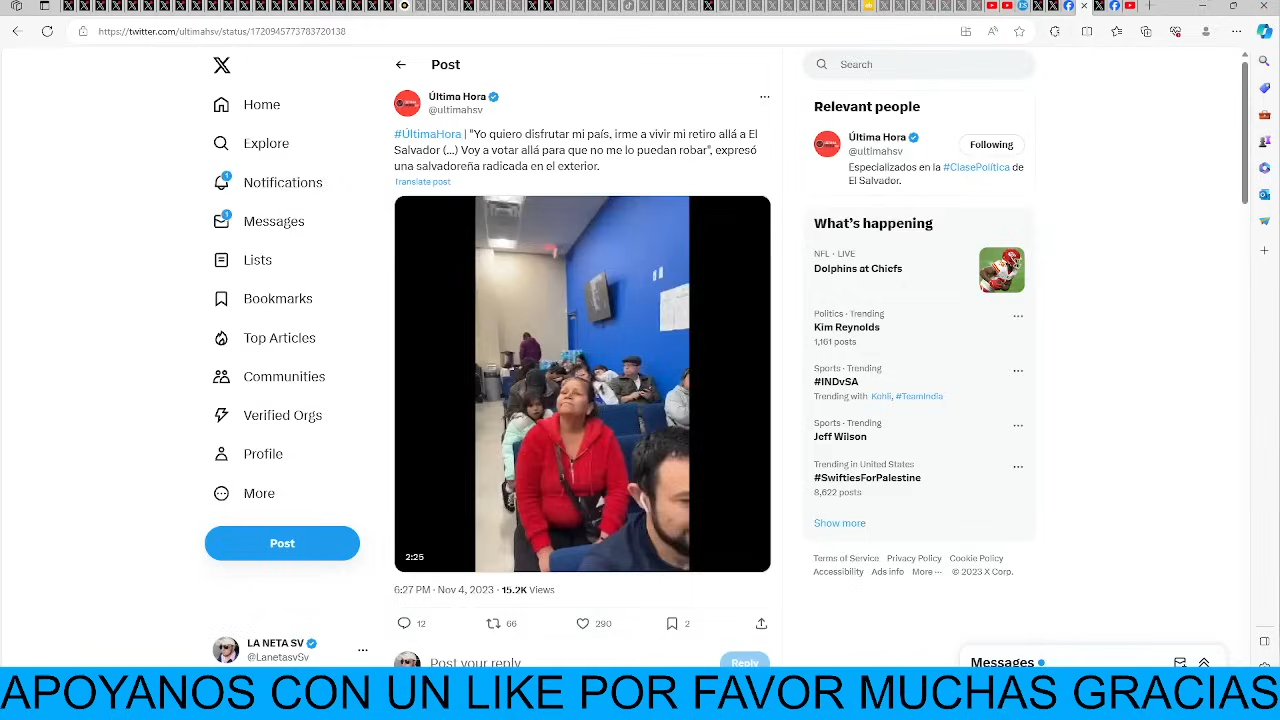 https://twitter.com/ultimahsv/status/1720945773783720138
Home
Explore
1
Notifications
1
Messages
Lists
Bookmarks
Top Articles
Communities
Verified Orgs
Profile
More
Post
LA NETA SV
@LanetasvSv
Post
Última Hora
@ultimahsv
#ÚltimaHora | "Yo quiero disfrutar mi país, irme a vivir mi retiro allá a El
Salvador (...) Voy a votar allá para que no me lo puedan robar", expresó
una salvadoreña radicada en el exterior.
Translate post
2:25
6:27 PM · Nov 4, 2023 · 15.2K Views
12
66
290
2
Post your reply
Reply
Search
Relevant people
Última Hora
@ultimahsv
Following
Especializados en la #ClasePolítica de
El Salvador.
What's happening
NFL · LIVE
Dolphins at Chiefs
Politics · Trending
Kim Reynolds
1,161 posts
Sports · Trending
#INDvSA
Trending with Kohli, #TeamIndia
Sports · Trending
Jeff Wilson
Trending in United States
#SwiftiesForPalestine
8,622 posts
Show more
Terms of Service Privacy Policy Cookie Policy
Accessibility Ads info More ··· © 2023 X Corp.
Messages
APOYANOS CON UN LIKE POR FAVOR MUCHAS GRACIAS